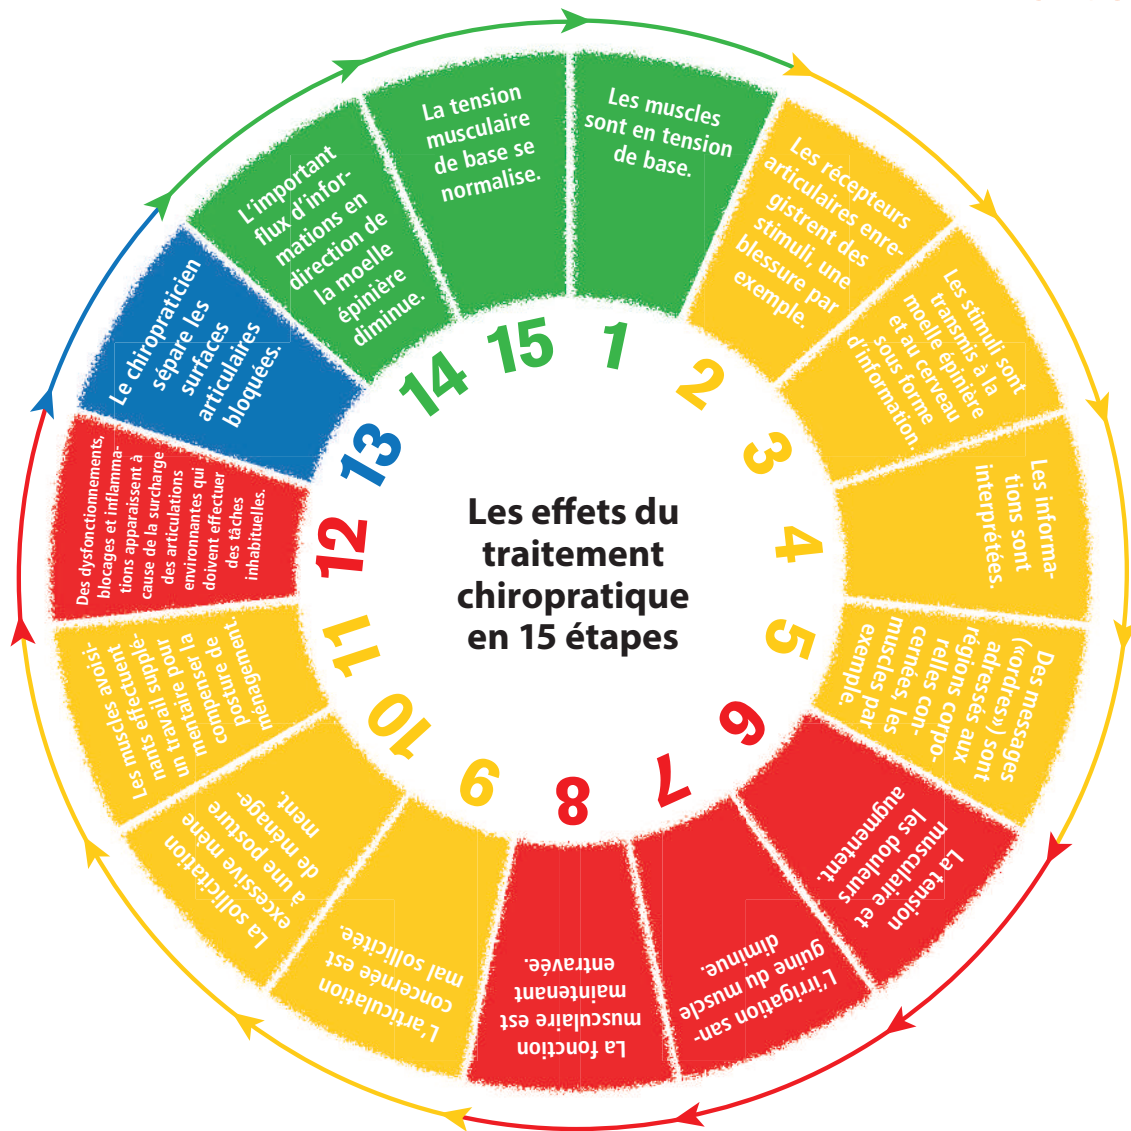 Les effets du
traitement
chiropratique
en 15 étapes
1
Les muscles
sont en tension
de base.
2
Les récepteurs
articulaires enre-
gistrent des
stimuli, une
blessure par
exemple.
3
Les stimuli sont
transmis à la
moelle épinière
et au cerveau
sous forme
d’information.
4
Les informa-
tions sont
interprétées.
5
Des messages
(«ordres») sont
adressés aux
régions corpo-
relles con-
cernées, les
muscles par
exemple.
6
La tension
musculaire et
les douleurs
augmentent.
7
L’irrigation san-
guine du muscle
diminue.
8
La fonction
musculaire est
maintenant
entravée.
9
L’articulation
concernée est
mal sollicitée.
10
La sollicitation
excessive mène
à une posture
de ménage-
ment.
11
Les muscles avoisi-
nants effectuent
un travail supplé-
mentaire pour
compenser la
posture de
ménagement.
12
Des dysfonctionnements,
blocages et inflamma-
tions apparaissent à
cause de la surcharge
des articulations
environnantes qui
doivent effectuer
des tâches
inhabituelles.
13
Le chiropraticien
sépare les
surfaces
articulaires
bloquées.
14
L’important
flux d’infor-
mations en
direction de
la moelle
épinière
diminue.
15
La tension
musculaire
de base se
normalise.